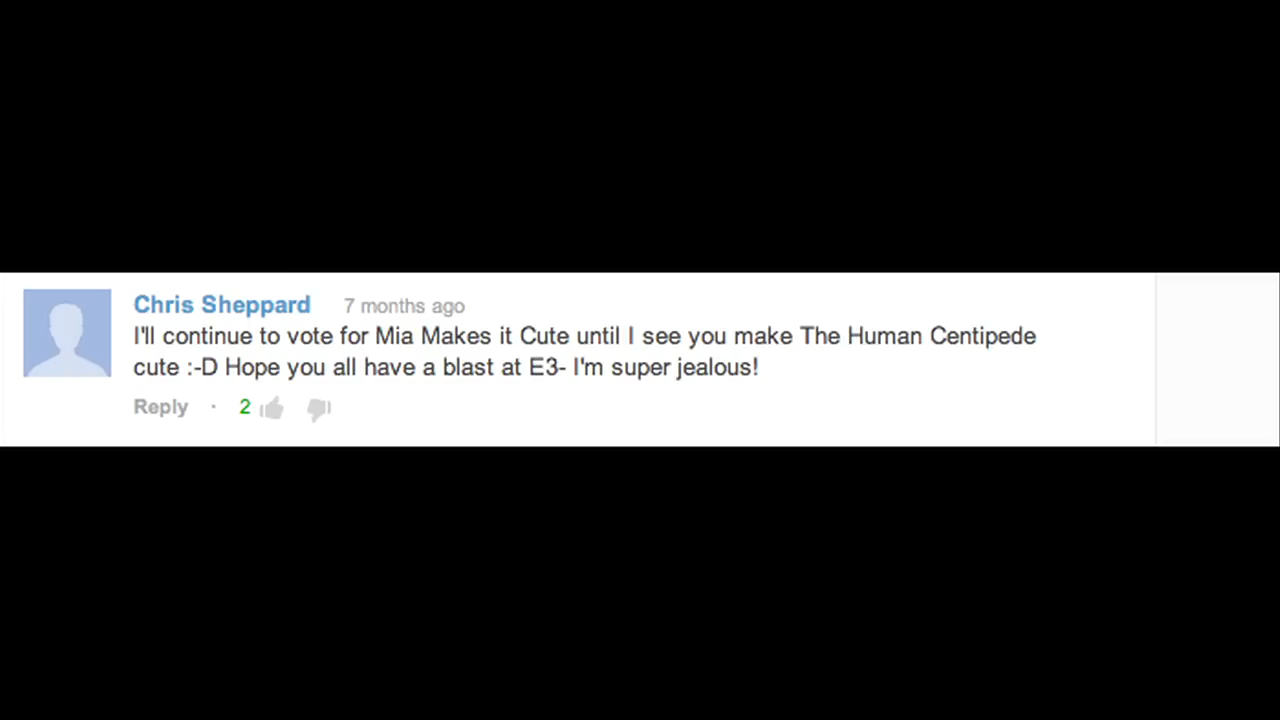 Chris Sheppard 7 months ago
I'll continue to vote for Mia Makes it Cute until I see you make The Human Centipede
cute :-D Hope you all have a blast at E3- I'm super jealous!
Reply · 2